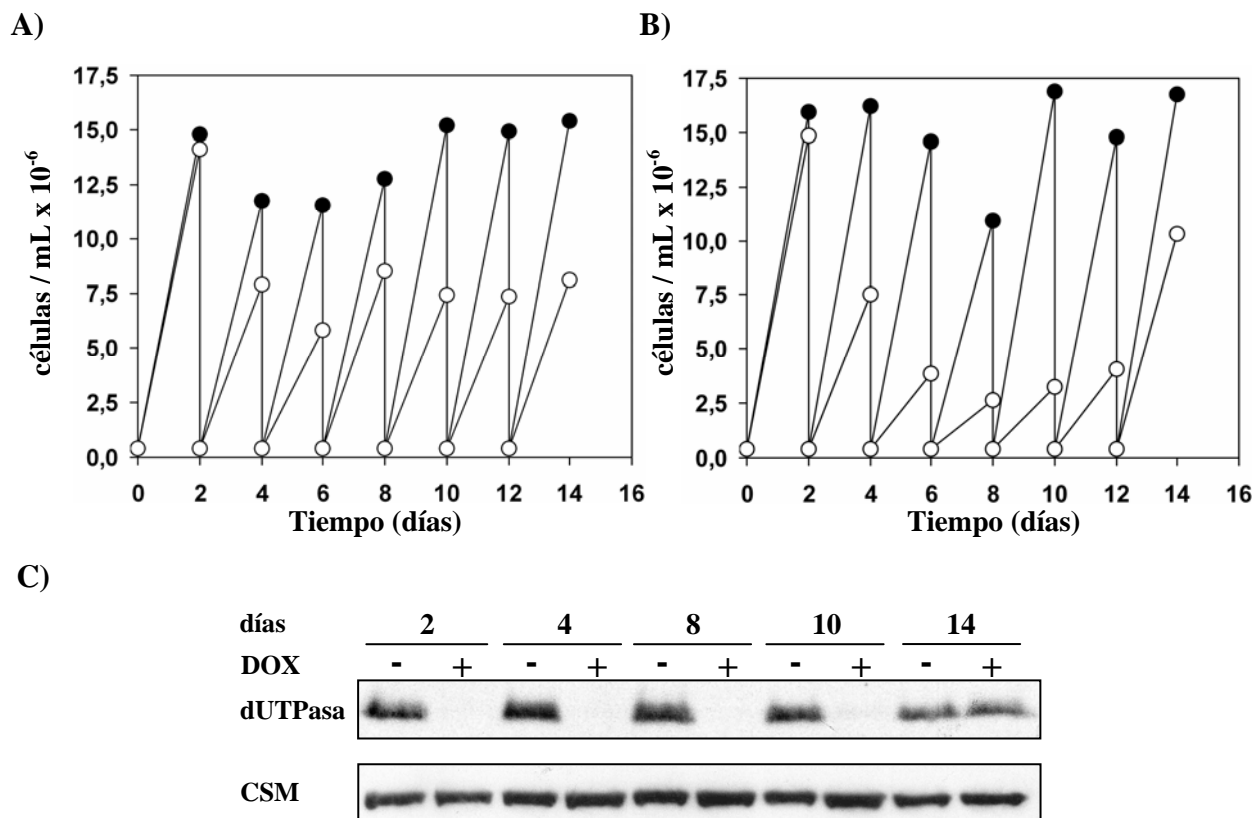 A)
células / mL x 10⁻⁶
17,5
15,0
12,5
10,0
7,5
5,0
2,5
0,0
0 2 4 6 8 10 12 14 16
Tiempo (días)
B)
células / mL x 10⁻⁶
17,5
15,0
12,5
10,0
7,5
5,0
2,5
0,0
0 2 4 6 8 10 12 14 16
Tiempo (días)
C)
días 2 4 8 10 14
DOX - + - + - + - + - +
dUTPasa
CSM